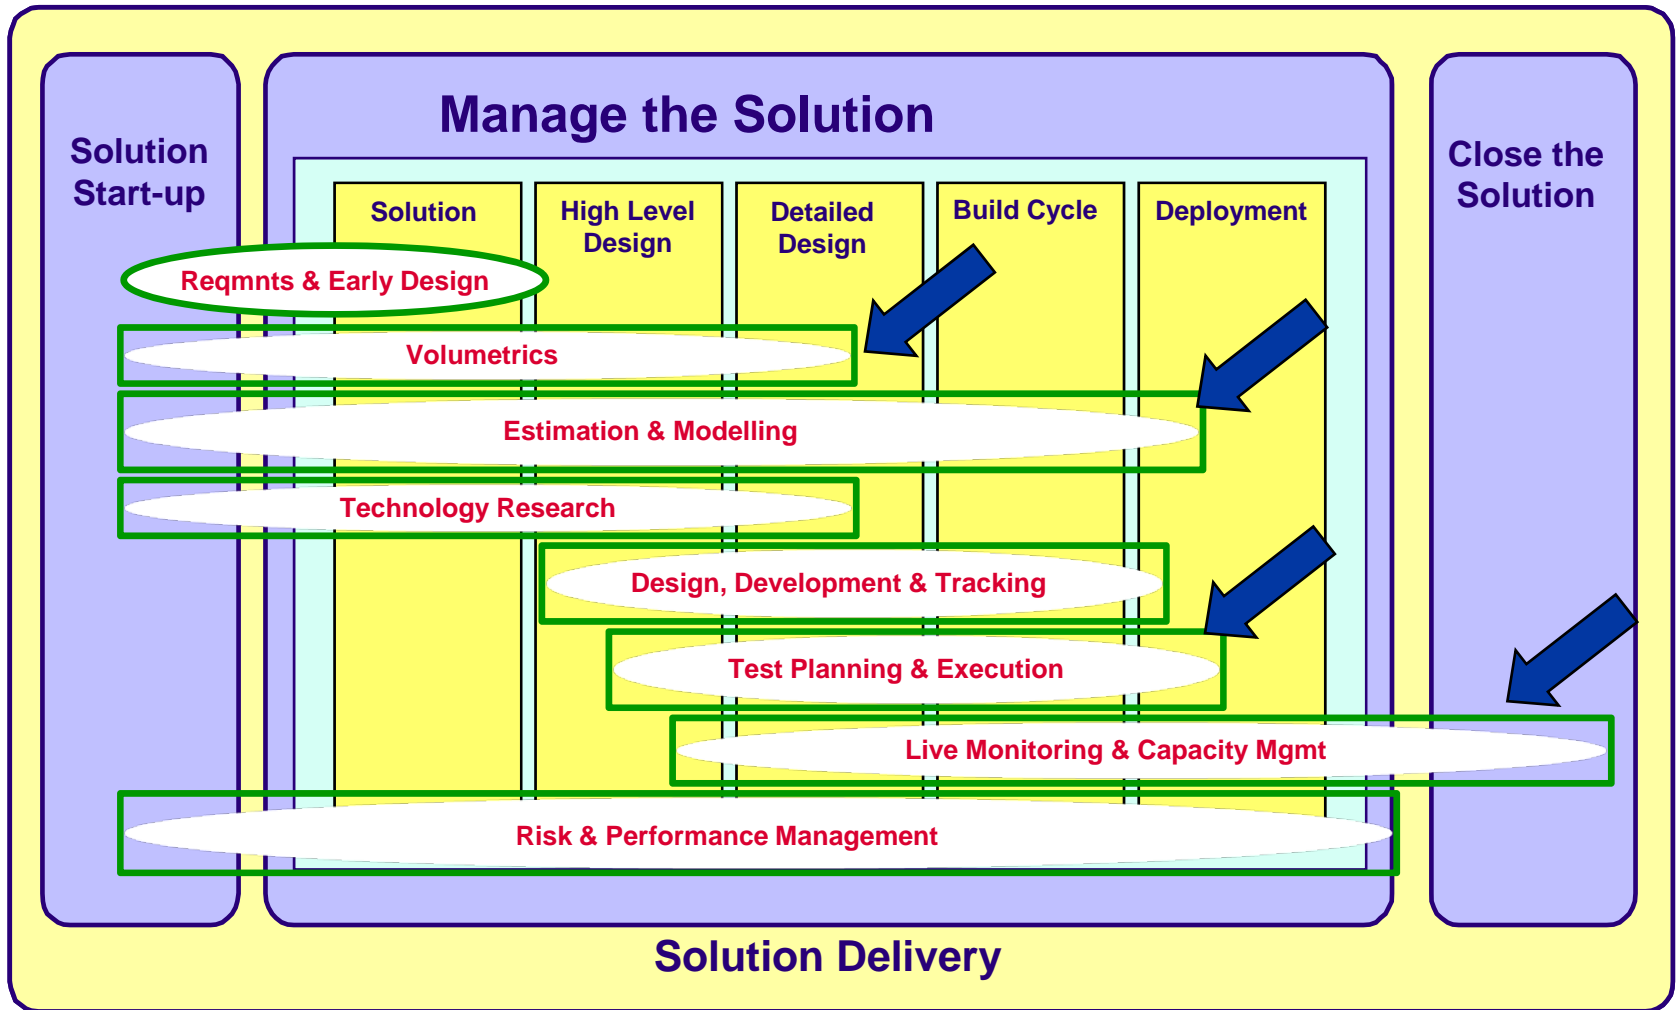 Manage the Solution
Solution
Start-up
Close the
Solution
Solution
High Level
Design
Detailed
Design
Build Cycle
Deployment
Reqmnts & Early Design
Volumetrics
Estimation & Modelling
Technology Research
Design, Development & Tracking
Test Planning & Execution
Live Monitoring & Capacity Mgmt
Risk & Performance Management
Solution Delivery